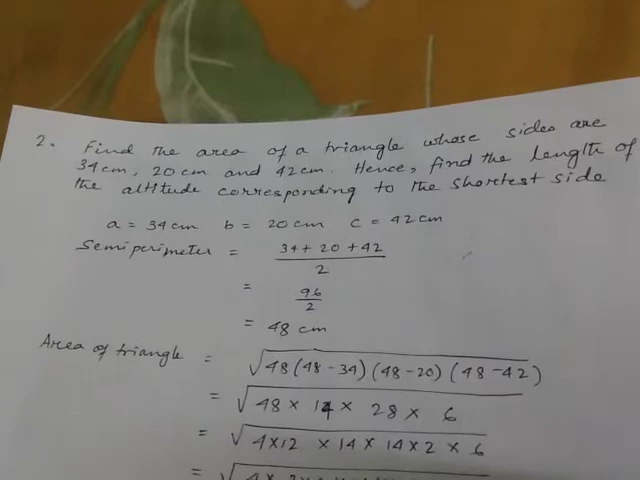 2. Find the area of a triangle whose sides are
34 cm, 20 cm and 42 cm. Hence, find the length of
the altitude corresponding to the shortest side
a = 34 cm b = 20 cm c = 42 cm
Semiperimeter = 34 + 20 + 42
2
= 96
2
= 48 cm
Area of triangle = √48 (48 - 34) (48 - 20) (48 - 42)
= √48 × 14 × 28 × 6
= √4 × 12 × 14 × 14 × 2 × 6
= √4 ×